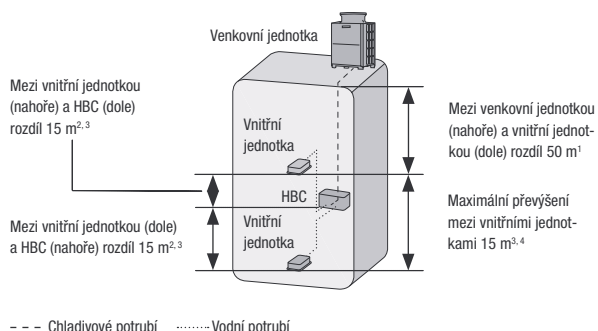 Venkovní jednotka
Mezi vnitřní jednotkou
(nahoře) a HBC (dole)
rozdíl 15 m2, 3
Mezi vnitřní jednotkou (dole)
a HBC (nahoře) rozdíl 15 m2, 3
Vnitřní
jednotka
HBC
Vnitřní
jednotka
Mezi venkovní jednotkou
(nahoře) a vnitřní jednot-
kou (dole) rozdíl 50 m1
Maximální převýšení
mezi vnitřními jednot-
kami 15 m3, 4
Chladivové potrubí Vodní potrubí